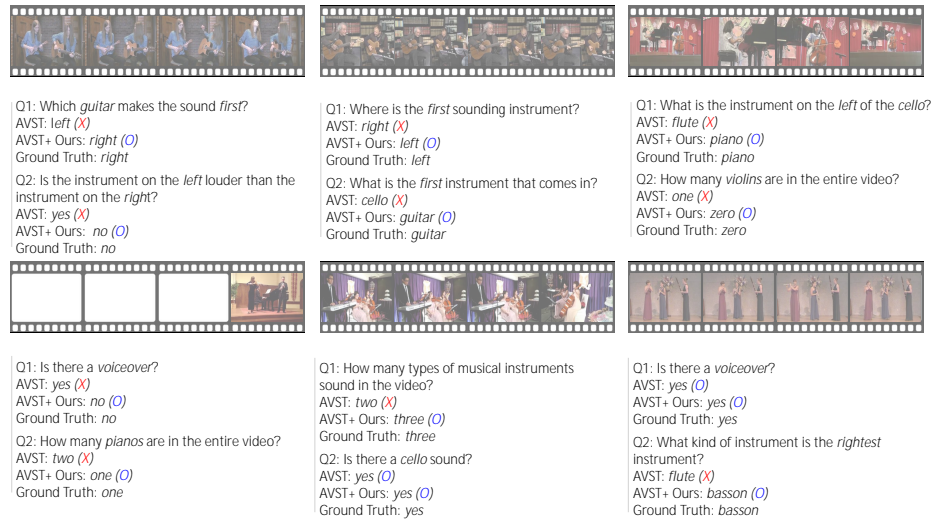 Q1: Which guitar makes the sound first?
AVST: left (X)
AVST+ Ours: right (O)
Ground Truth: right
Q2: Is the instrument on the left louder than the
instrument on the right?
AVST: yes (X)
AVST+ Ours: no (O)
Ground Truth: no
Q1: Where is the first sounding instrument?
AVST: right (X)
AVST+ Ours: left (O)
Ground Truth: left
Q2: What is the first instrument that comes in?
AVST: cello (X)
AVST+ Ours: guitar (O)
Ground Truth: guitar
Q1: What is the instrument on the left of the cello?
AVST: flute (X)
AVST+ Ours: piano (O)
Ground Truth: piano
Q2: How many violins are in the entire video?
AVST: one (X)
AVST+ Ours: zero (O)
Ground Truth: zero
Q1: Is there a voiceover?
AVST: yes (X)
AVST+ Ours: no (O)
Ground Truth: no
Q2: How many pianos are in the entire video?
AVST: two (X)
AVST+ Ours: one (O)
Ground Truth: one
Q1: How many types of musical instruments
sound in the video?
AVST: two (X)
AVST+ Ours: three (O)
Ground Truth: three
Q2: Is there a cello sound?
AVST: yes (O)
AVST+ Ours: yes (O)
Ground Truth: yes
Q1: Is there a voiceover?
AVST: yes (O)
AVST+ Ours: yes (O)
Ground Truth: yes
Q2: What kind of instrument is the rightest
instrument?
AVST: flute (X)
AVST+ Ours: basson (O)
Ground Truth: basson